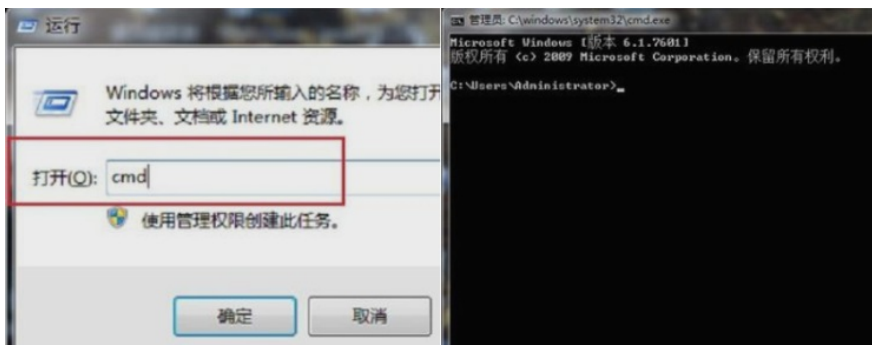 运行
Windows 将根据您所输入的名称，为您打开
文件夹、文档或 Internet 资源。
打开(O): cmd
使用管理权限创建此任务。
确定
取消
管理员: C:\windows\system32\cmd.exe
Microsoft Windows [版本 6.1.7601]
版权所有 (c) 2009 Microsoft Corporation。保留所有权利。
C:\Users\Administrator>_